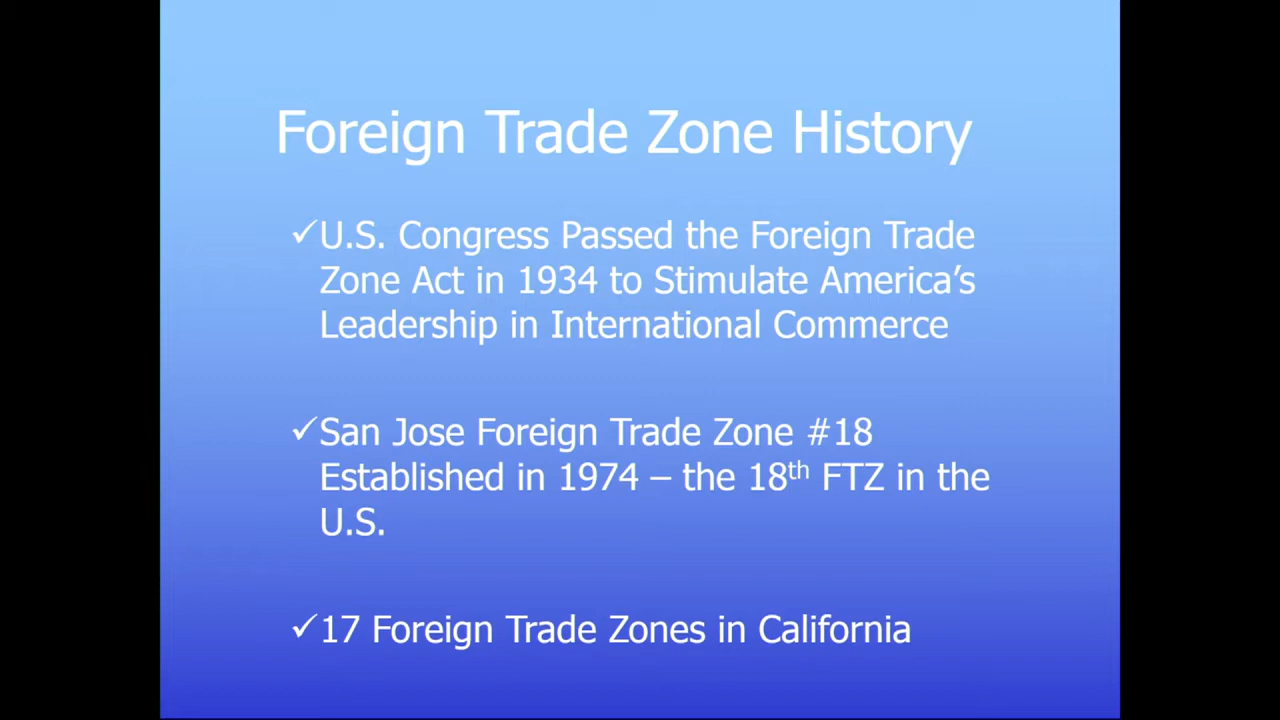 Foreign Trade Zone History
✓U.S. Congress Passed the Foreign Trade
Zone Act in 1934 to Stimulate America’s
Leadership in International Commerce
✓San Jose Foreign Trade Zone #18
Established in 1974 – the 18th FTZ in the
U.S.
✓17 Foreign Trade Zones in California